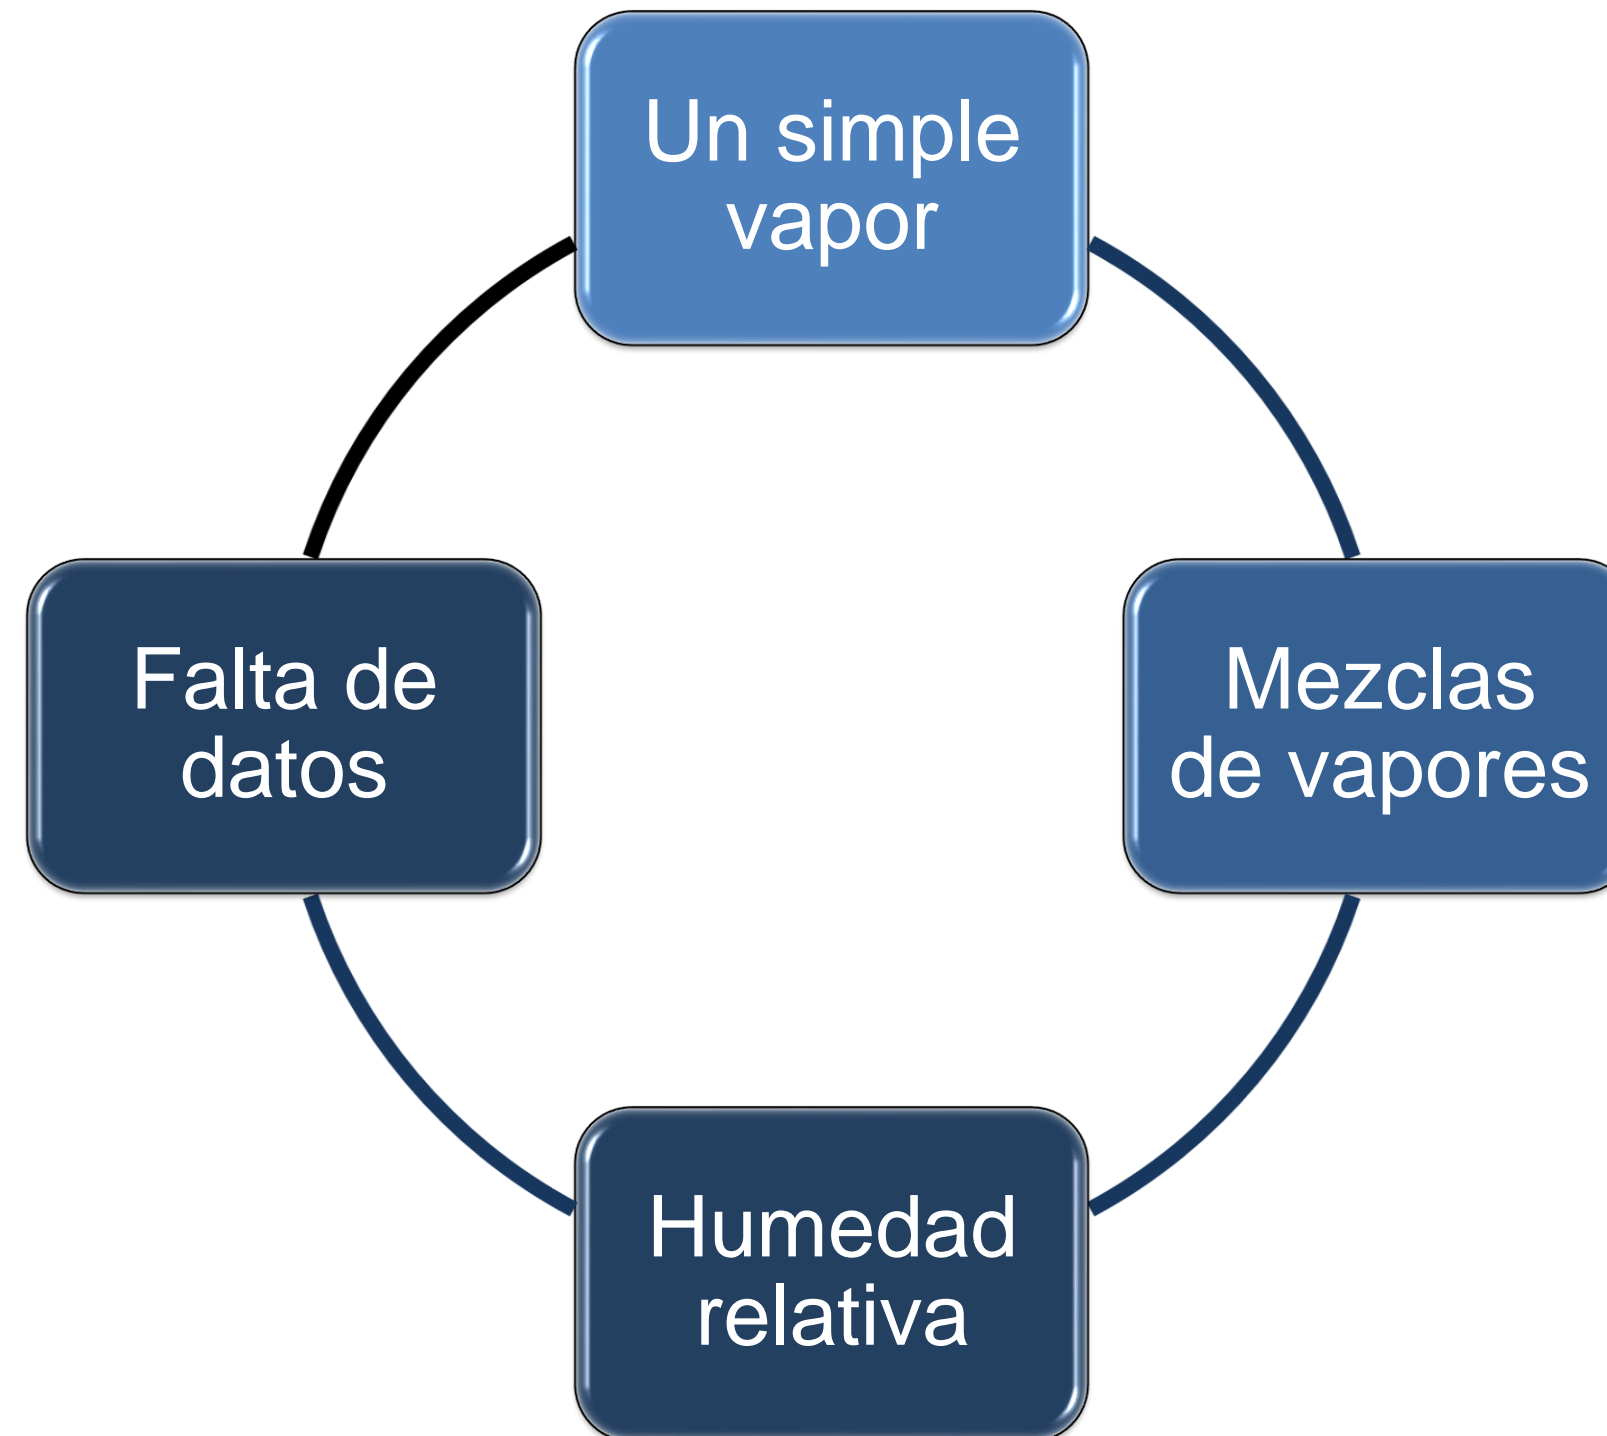 Un simple
vapor
Falta de
datos
Mezclas
de vapores
Humedad
relativa